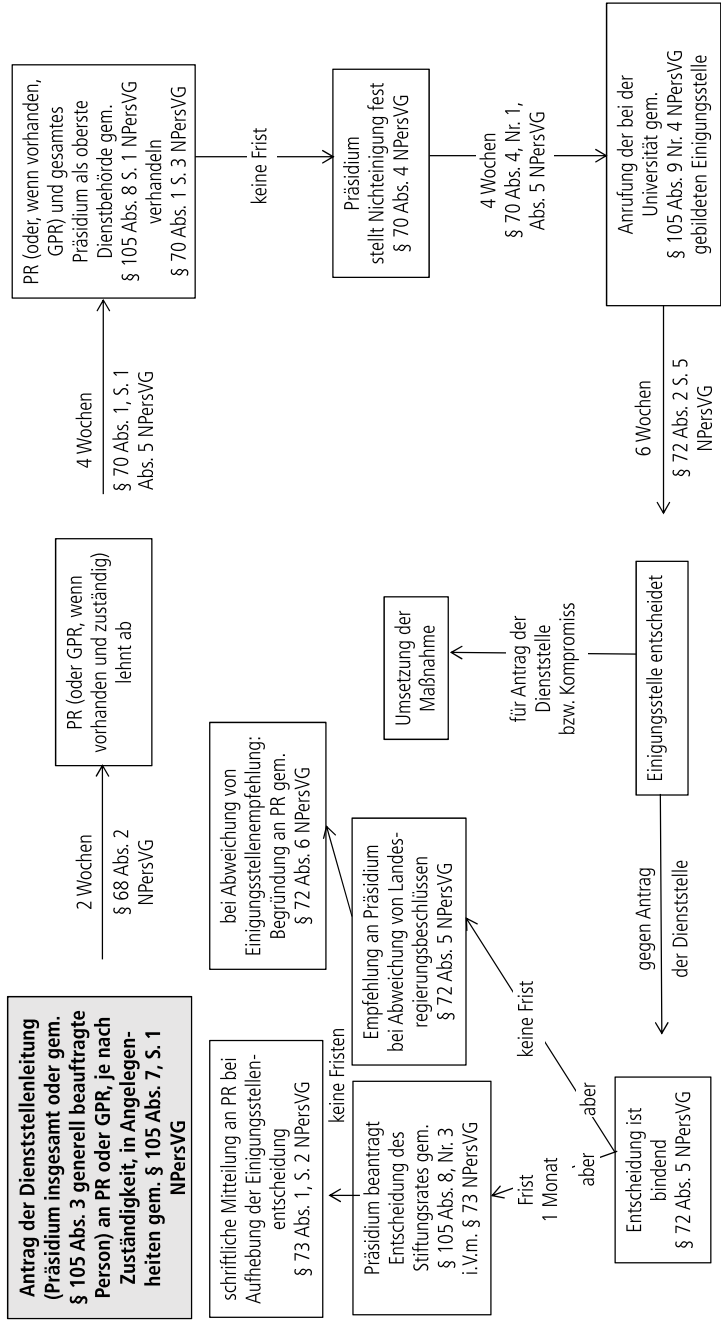 Antrag der Dienststellenleitung
(Präsidium insgesamt oder gem.
§ 105 Abs. 3 generell beauftragte
Person) an PR oder GPR, je nach
Zuständigkeit, in Angelegen-
heiten gem. § 105 Abs. 7, S. 1
NPersVG
2 Wochen
§ 68 Abs. 2
NPersVG
PR (oder GPR, wenn
vorhanden und zuständig)
lehnt ab
4 Wochen
§ 70 Abs. 1, S. 1
Abs. 5 NPersVG
PR (oder, wenn vorhanden,
GPR) und gesamtes
Präsidium als oberste
Dienstbehörde gem.
§ 105 Abs. 8 S. 1 NPersVG
verhandeln
§ 70 Abs. 1 S. 3 NPersVG
keine Frist
Präsidium
stellt Nichteinigung fest
§ 70 Abs. 4 NPersVG
4 Wochen
§ 70 Abs. 4, Nr. 1,
Abs. 5 NPersVG
Anrufung der bei der
Universität gem.
§ 105 Abs. 9 Nr. 4 NPersVG
gebildeten Einigungsstelle
6 Wochen
§ 72 Abs. 2 S. 5
NPersVG
Einigungsstelle entscheidet
für Antrag der
Dienststelle
bzw. Kompromiss
Umsetzung der
Maßnahme
gegen Antrag
der Dienststelle
Entscheidung ist
bindend
§ 72 Abs. 5 NPersVG
aber
Frist
1 Monat
Präsidium beantragt
Entscheidung des
Stiftungsrates gem.
§ 105 Abs. 8, Nr. 3
i.V.m. § 73 NPersVG
keine Fristen
schriftliche Mitteilung an PR bei
Aufhebung der Einigungsstellen-
entscheidung
§ 73 Abs. 1, S. 2 NPersVG
aber
keine Frist
Empfehlung an Präsidium
bei Abweichung von Landes-
regierungsbeschlüssen
§ 72 Abs. 5 NPersVG
bei Abweichung von
Einigungsstellenempfehlung:
Begründung an PR gem.
§ 72 Abs. 6 NPersVG